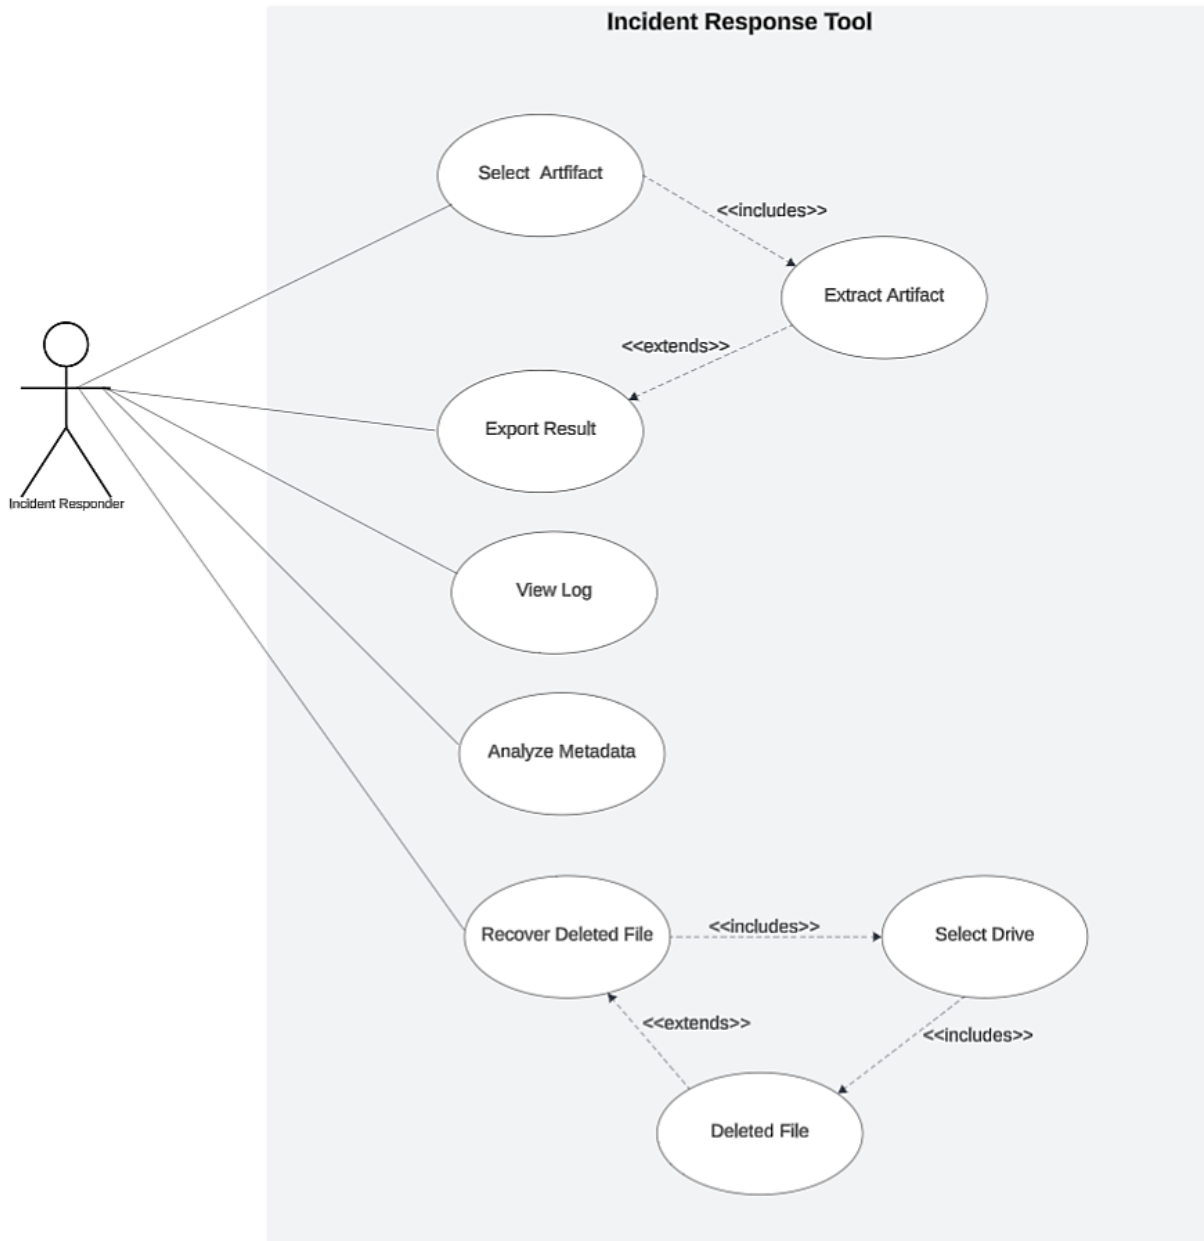 Incident Response Tool
Select Artfifact
<<includes>>
Extract Artifact
<<extends>>
Export Result
Incident Responder
View Log
Analyze Metadata
Recover Deleted File
<<includes>>
Select Drive
<<extends>>
<<includes>>
Deleted File